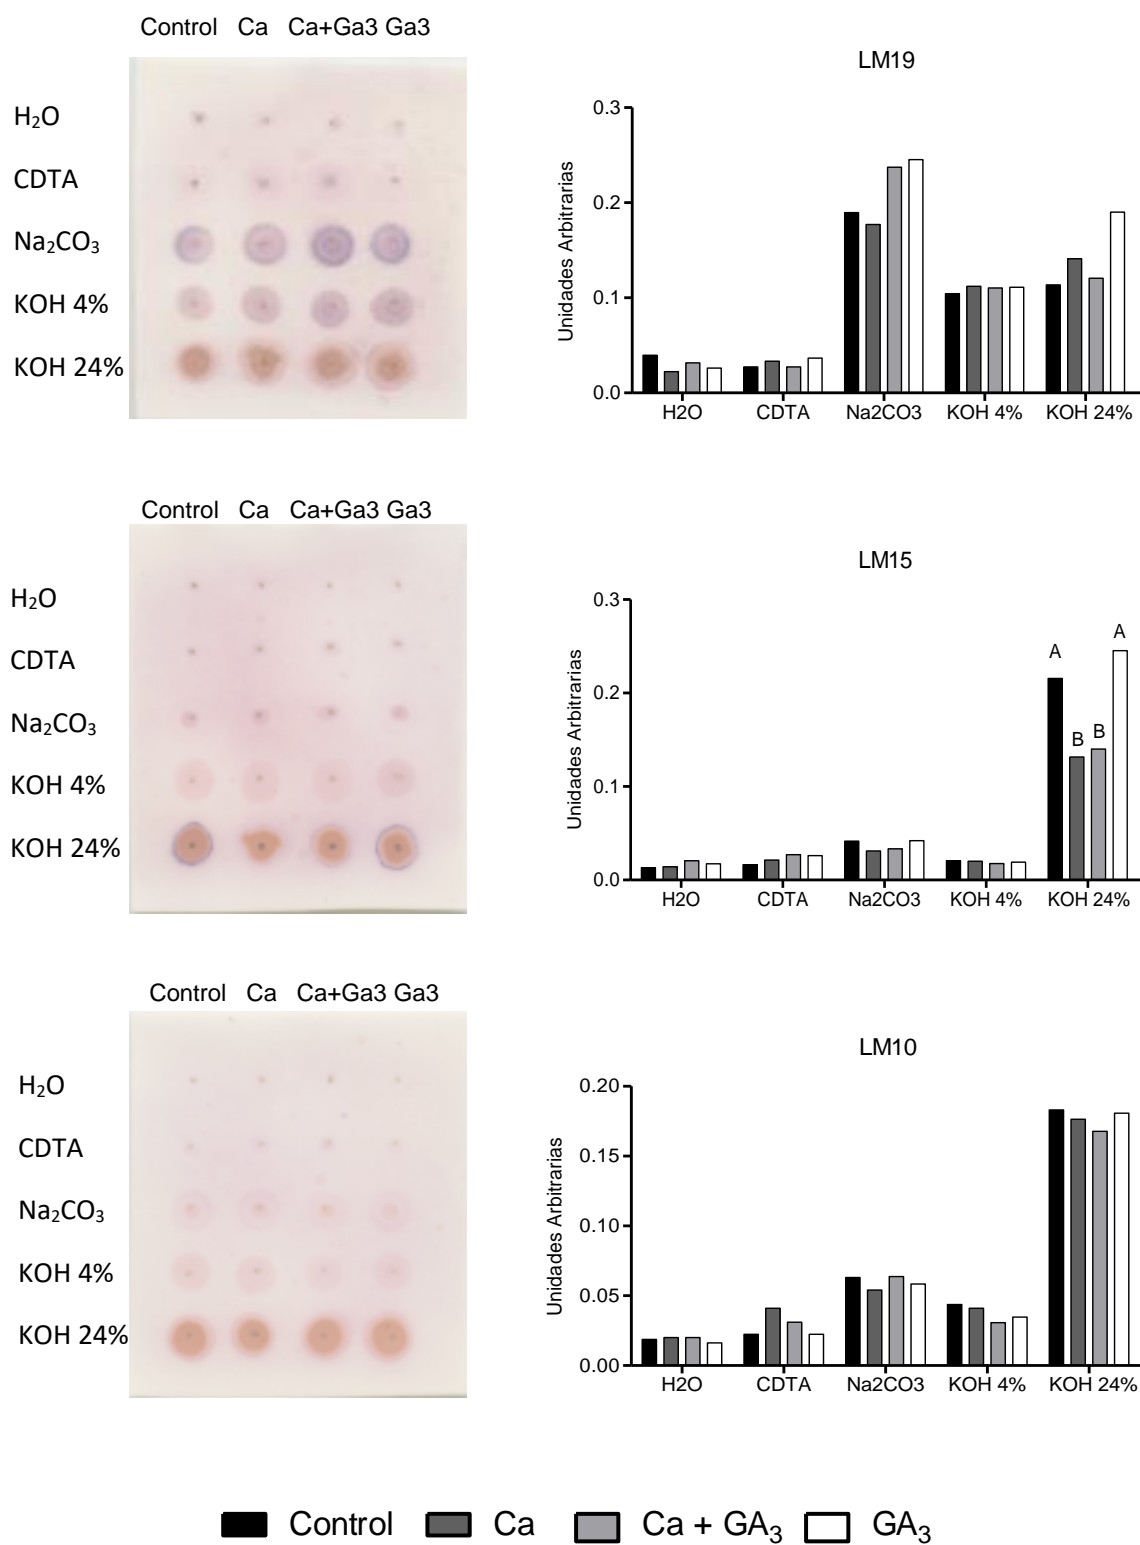 Control Ca Ca+Ga3 Ga3
H₂O
CDTA
Na₂CO₃
KOH 4%
KOH 24%
LM19
Unidades Arbitrarias
0.3
0.2
0.1
0.0
H2O CDTA Na2CO3 KOH 4% KOH 24%
Control Ca Ca+Ga3 Ga3
H₂O
CDTA
Na₂CO₃
KOH 4%
KOH 24%
LM15
Unidades Arbitrarias
0.3
0.2
0.1
0.0
A B B A
H2O CDTA Na2CO3 KOH 4% KOH 24%
Control Ca Ca+Ga3 Ga3
H₂O
CDTA
Na₂CO₃
KOH 4%
KOH 24%
LM10
Unidades Arbitrarias
0.20
0.15
0.10
0.05
0.00
H2O CDTA Na2CO3 KOH 4% KOH 24%
Control Ca Ca + GA₃ GA₃